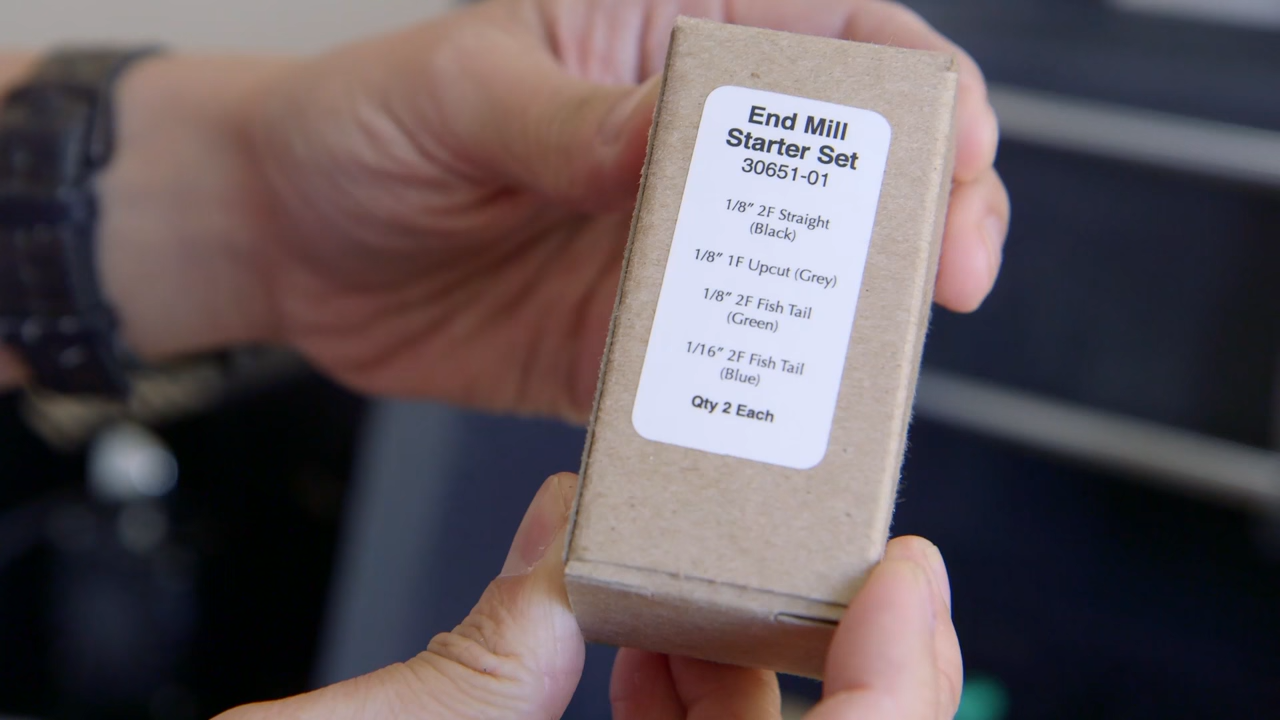 End Mill
Starter Set
30651-01
1/8″ 2F Straight
(Black)
1/8″ 1F Upcut (Grey)
1/8″ 2F Fish Tail
(Green)
1/16″ 2F Fish Tail
(Blue)
Qty 2 Each